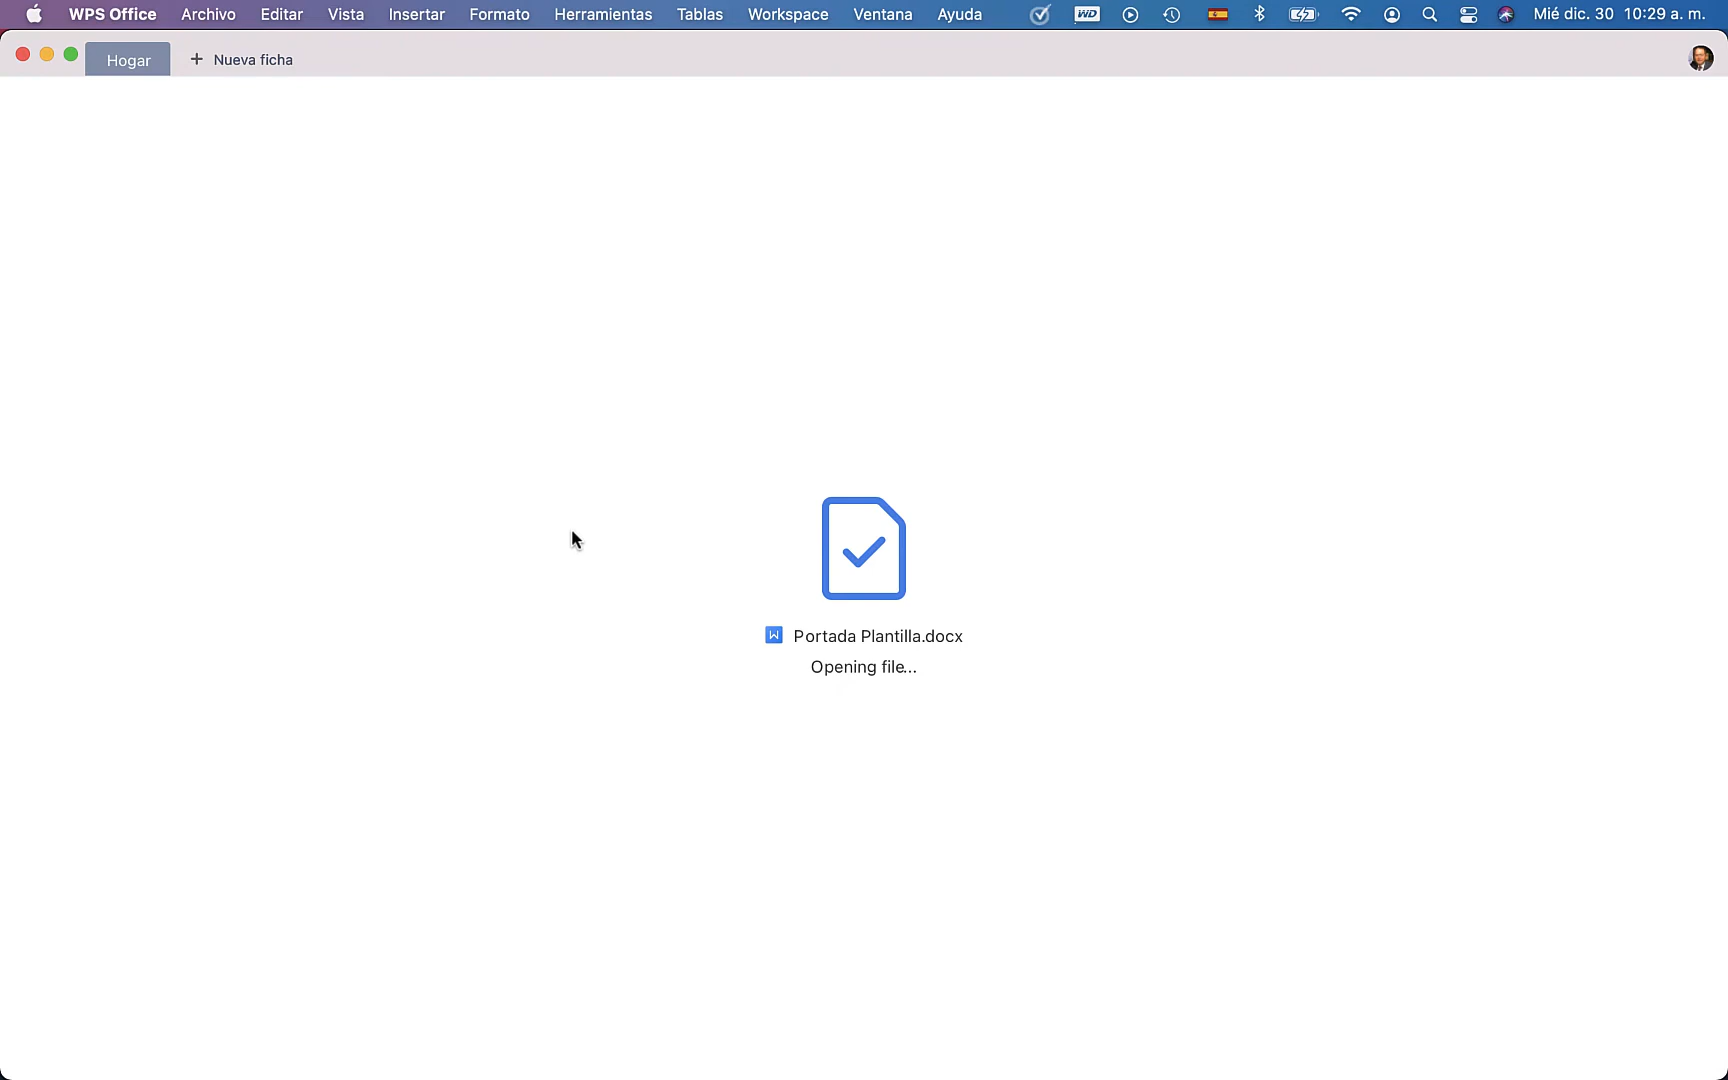 WPS Office Archivo Editar Vista Insertar Formato Herramientas Tablas Workspace Ventana Ayuda WD Mié dic. 30 10:29 a. m.
Hogar + Nueva ficha
W Portada Plantilla.docx
Opening file...